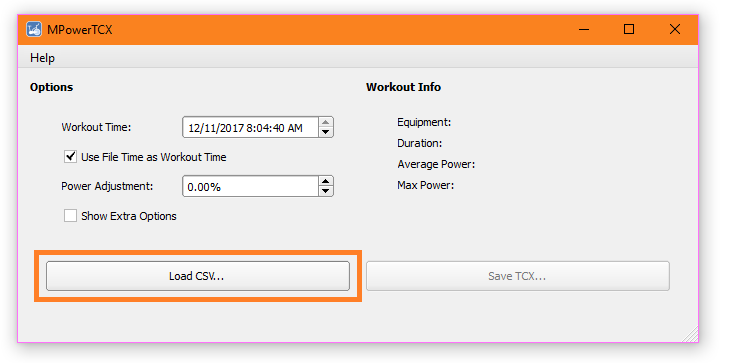 MPowerTCX
Help
Options
Workout Time: 12/11/2017 8:04:40 AM
Use File Time as Workout Time
Power Adjustment: 0.00%
Show Extra Options
Load CSV...
Workout Info
Equipment:
Duration:
Average Power:
Max Power:
Save TCX...